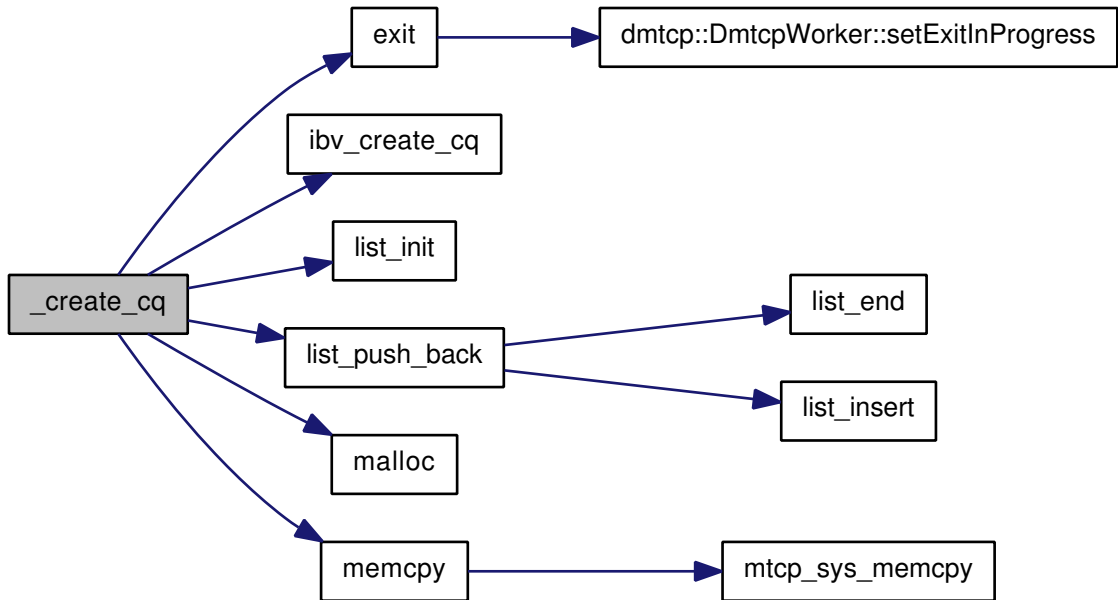 exit
dmtcp::DmtcpWorker::setExitInProgress
ibv_create_cq
list_init
_create_cq
list_push_back
list_end
list_insert
malloc
memcpy
mtcp_sys_memcpy